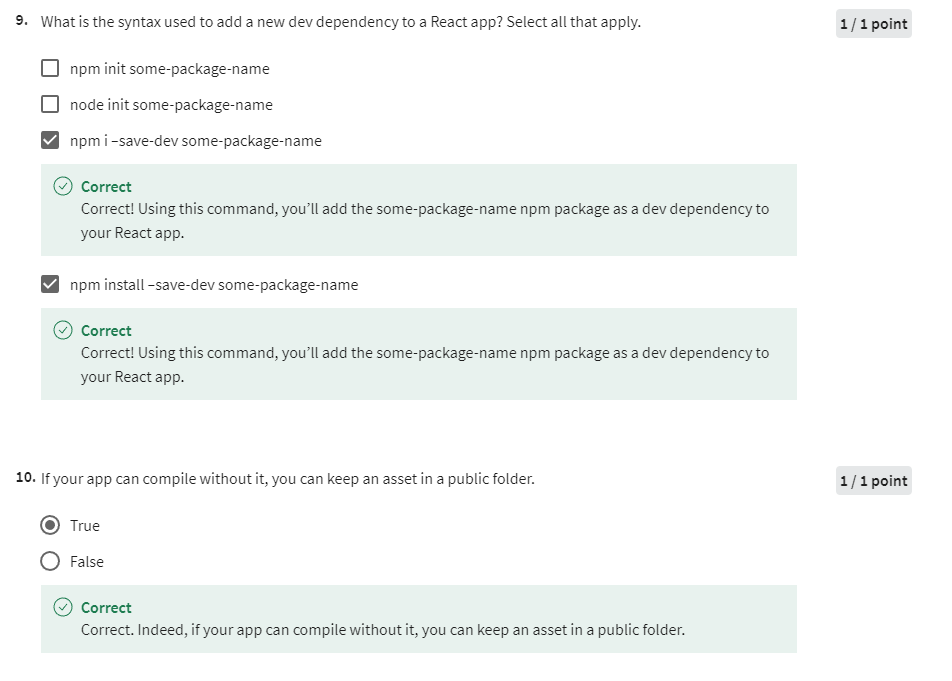 9. What is the syntax used to add a new dev dependency to a React app? Select all that apply.
1 / 1 point
npm init some-package-name
node init some-package-name
npm i –save-dev some-package-name
Correct
Correct! Using this command, you’ll add the some-package-name npm package as a dev dependency to
your React app.
npm install –save-dev some-package-name
Correct
Correct! Using this command, you’ll add the some-package-name npm package as a dev dependency to
your React app.
10. If your app can compile without it, you can keep an asset in a public folder.
1 / 1 point
True
False
Correct
Correct. Indeed, if your app can compile without it, you can keep an asset in a public folder.